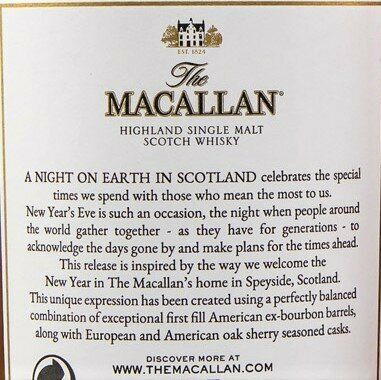 EST. 1824
The
MACALLAN®
HIGHLAND SINGLE MALT
SCOTCH WHISKY
A NIGHT ON EARTH IN SCOTLAND celebrates the special
times we spend with those who mean the most to us.
New Year's Eve is such an occasion, the night when people around
the world gather together - as they have for generations - to
acknowledge the days gone by and make plans for the times ahead.
This release is inspired by the way we welcome the
New Year in The Macallan's home in Speyside, Scotland.
This unique expression has been created using a perfectly balanced
combination of exceptional first fill American ex-bourbon barrels,
along with European and American oak sherry seasoned casks.
DISCOVER MORE AT
WWW.THEMACALLAN.COM